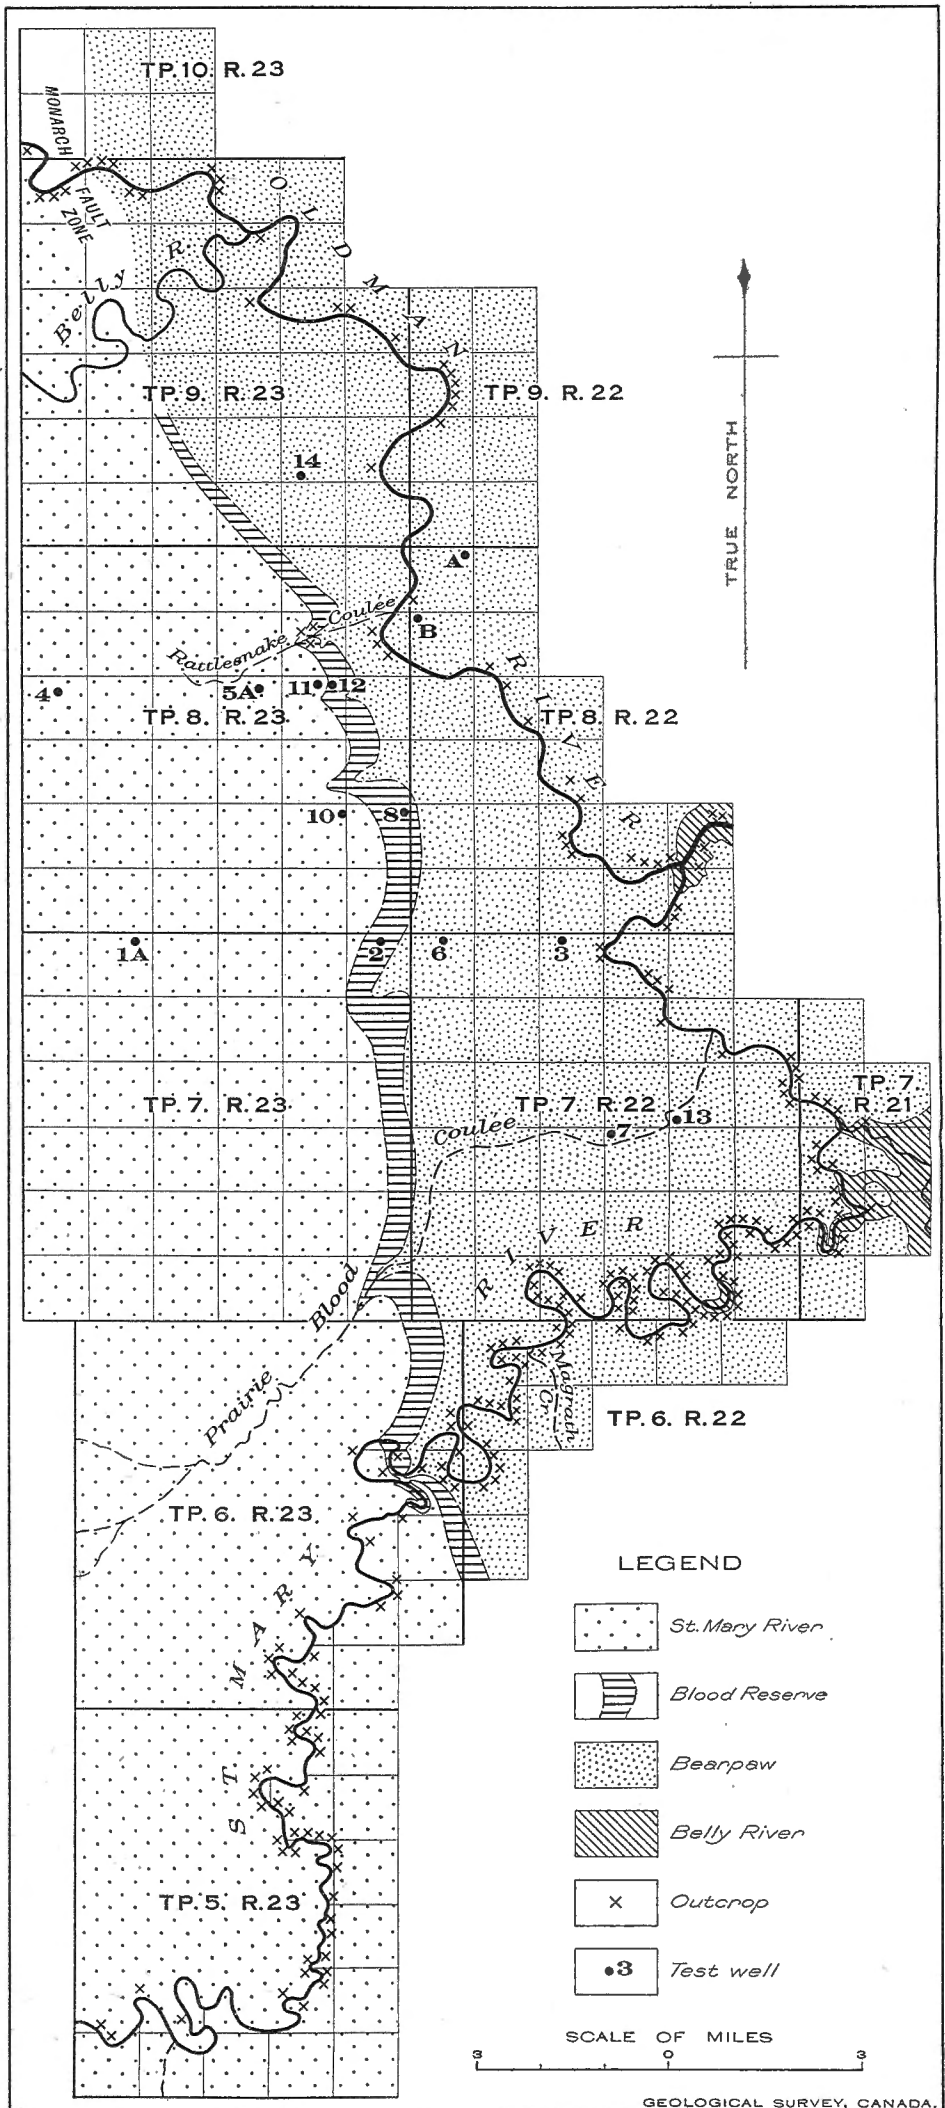 TP. 10. R. 23
MONARCH
FAULT
ZONE
OLDMAN
Belly R
TP. 9. R. 23
TP. 9. R. 22
TRUE NORTH
14
A
Coulée
Rattlesnake
B
RIVER
4
5A
11
12
TP. 8. R. 23
TP. 8. R. 22
10
8
R
1A
2
6
3
TP. 7.
R. 21
TP. 7. R. 23
TP. 7. R. 22
13
Coulée
7
RIVER
Blood
Prairie
Magrath
Cr.
TP. 6. R. 22
TP. 6. R. 23.
ST MARY
TP. 5. R. 23
LEGEND
St. Mary River
Blood Reserve
Bearpaw
Belly River
× Outcrop
•3 Test well
SCALE OF MILES
3 0 3
GEOLOGICAL SURVEY, CANADA.